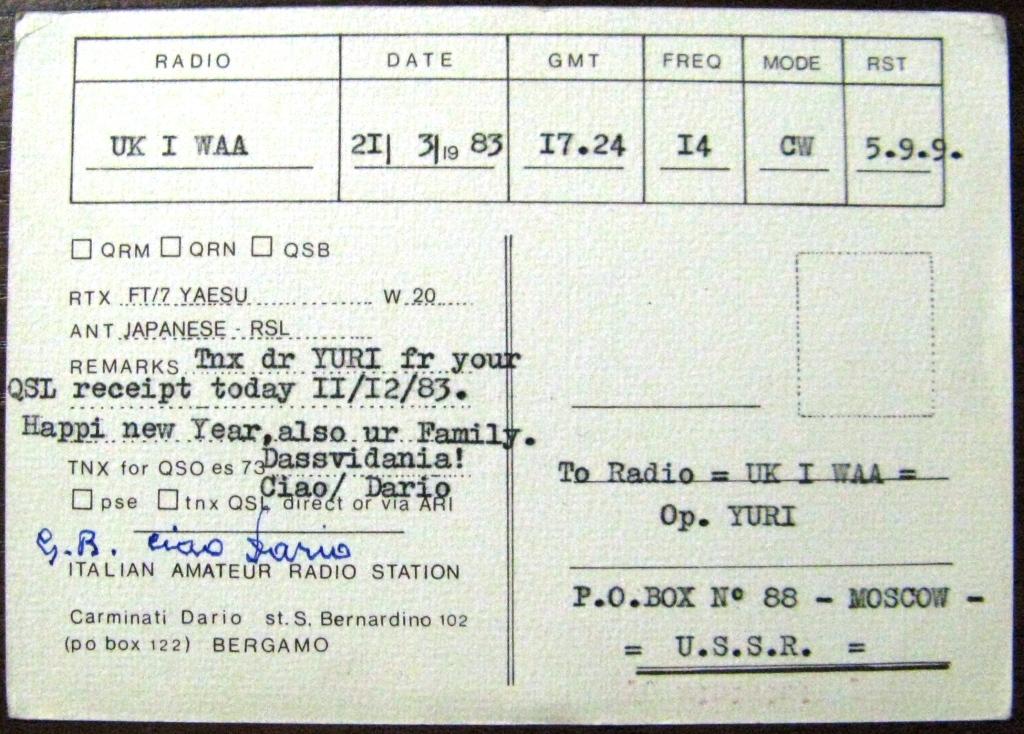 RADIO DATE GMT FREQ MODE RST
UK I WAA 2I| 3|19 83 I7.24 I4 CW 5.9.9.
QRM QRN QSB
RTX FT/7 YAESU W 20
ANT JAPANESE - RSL
REMARKS Tnx dr YURI fr your
QSL receipt today II/I2/83.
Happi new Year,also ur Family.
TNX for QSO es 73 Dassvidania!
Ciao/ Dario
pse tnx QSL direct or via ARI
G.B. ciao Dario
ITALIAN AMATEUR RADIO STATION
Carminati Dario st. S. Bernardino 102
(po box 122) BERGAMO
To Radio = UK I WAA =
Op. YURI
P.O.BOX N° 88 - MOSCOW -
= U.S.S.R. =